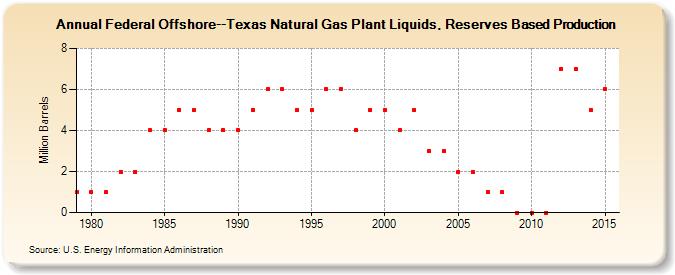 Annual Federal Offshore--Texas Natural Gas Plant Liquids, Reserves Based Production
Million Barrels
8
6
4
2
0
1980 1985 1990 1995 2000 2005 2010 2015
Source: U.S. Energy Information Administration